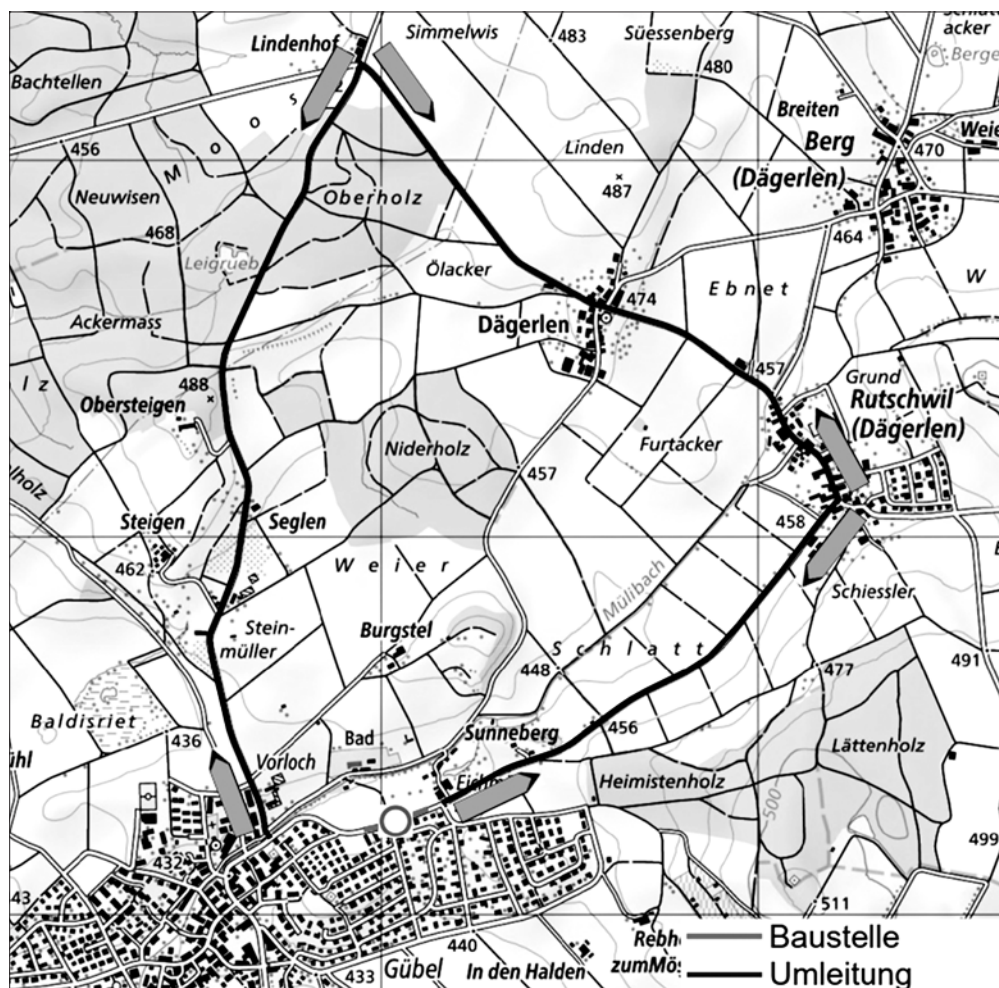 Lindenhof
Simmelwis
483
Süessenberg
480
acker
Bachtellen
Breiten
Berg
(Dägerlen)
470
456
Linden
487
Neuwisen
M
Oberholz
468
464
Leigrueb
Ölacker
Ebnet
W
474
Ackermass
Dägerlen
457
488
Grund
Rutschwil
(Dägerlen)
Obersteigen
Niderholz
Furtacker
457
Steigen
Seglen
458
462
Weier
Mülibach
Schiessler
Stein-
müller
Burgstel
Schlatt
448
477
491
Baldisriet
436
456
Bad
Sunneberg
Lättenholz
Vorloch
Heimistenholz
500
432
499
43
511
440
433
Gübel
In den Halden
Baustelle
Umleitung